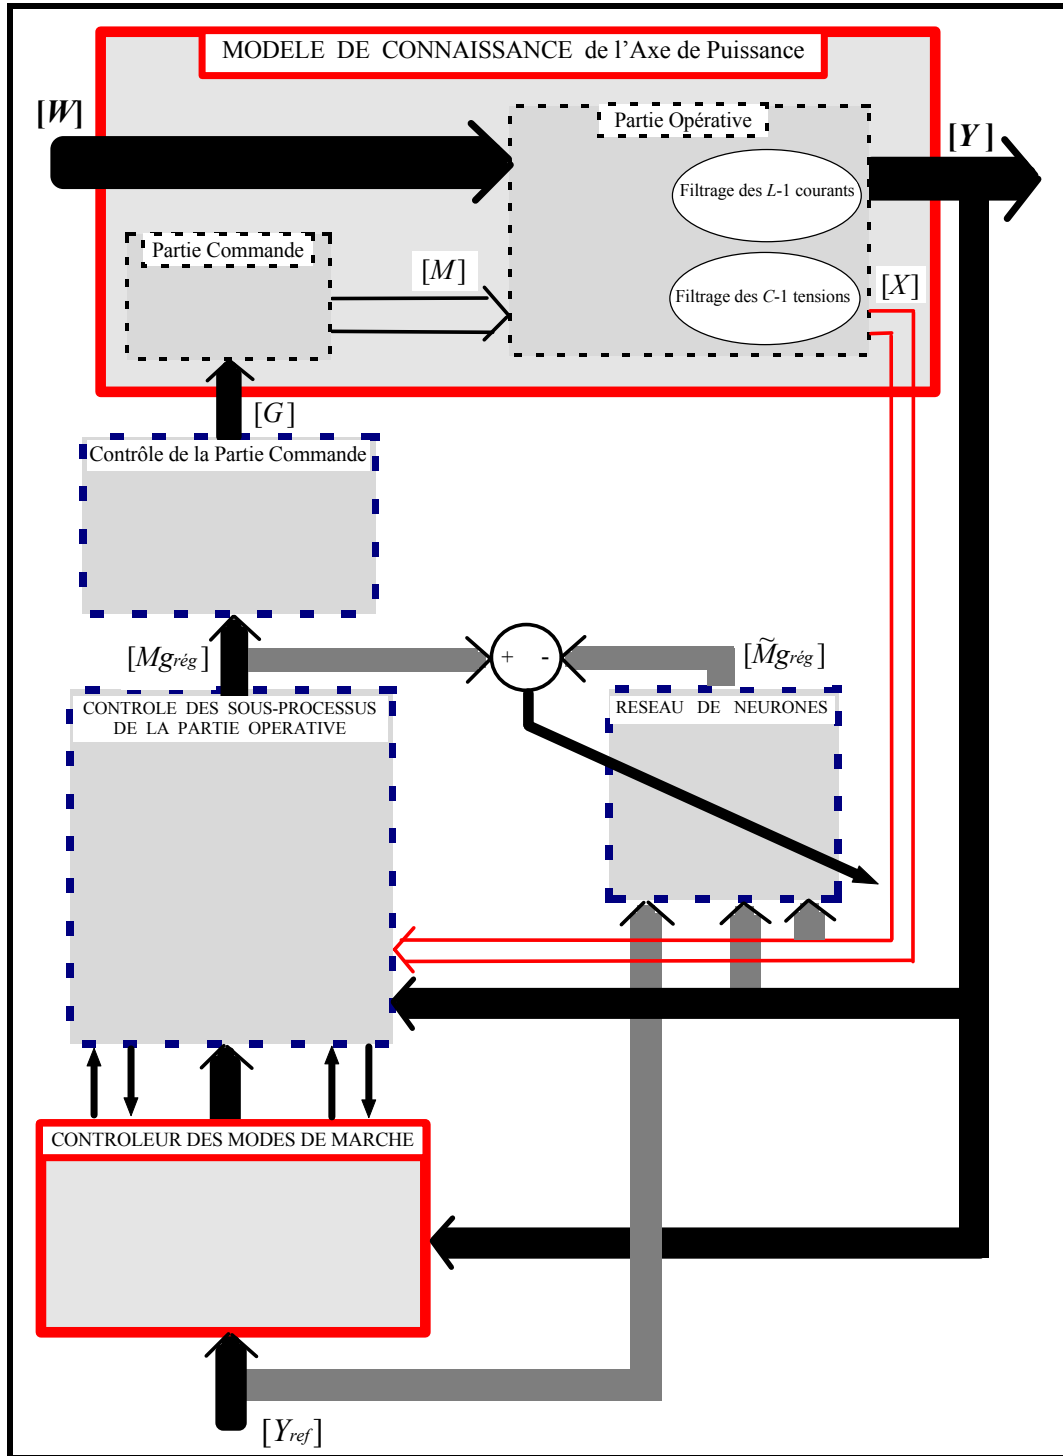 MODELE DE CONNAISSANCE de l'Axe de Puissance
[W]
Partie Opérative
[Y]
Filtrage des L-1 courants
Partie Commande
[M]
Filtrage des C-1 tensions
[X]
[G]
Contrôle de la Partie Commande
[Mgrég]
+ -
[M̃grég]
CONTROLE DES SOUS-PROCESSUS
DE LA PARTIE OPERATIVE
RESEAU DE NEURONES
CONTROLEUR DES MODES DE MARCHE
[Yref]